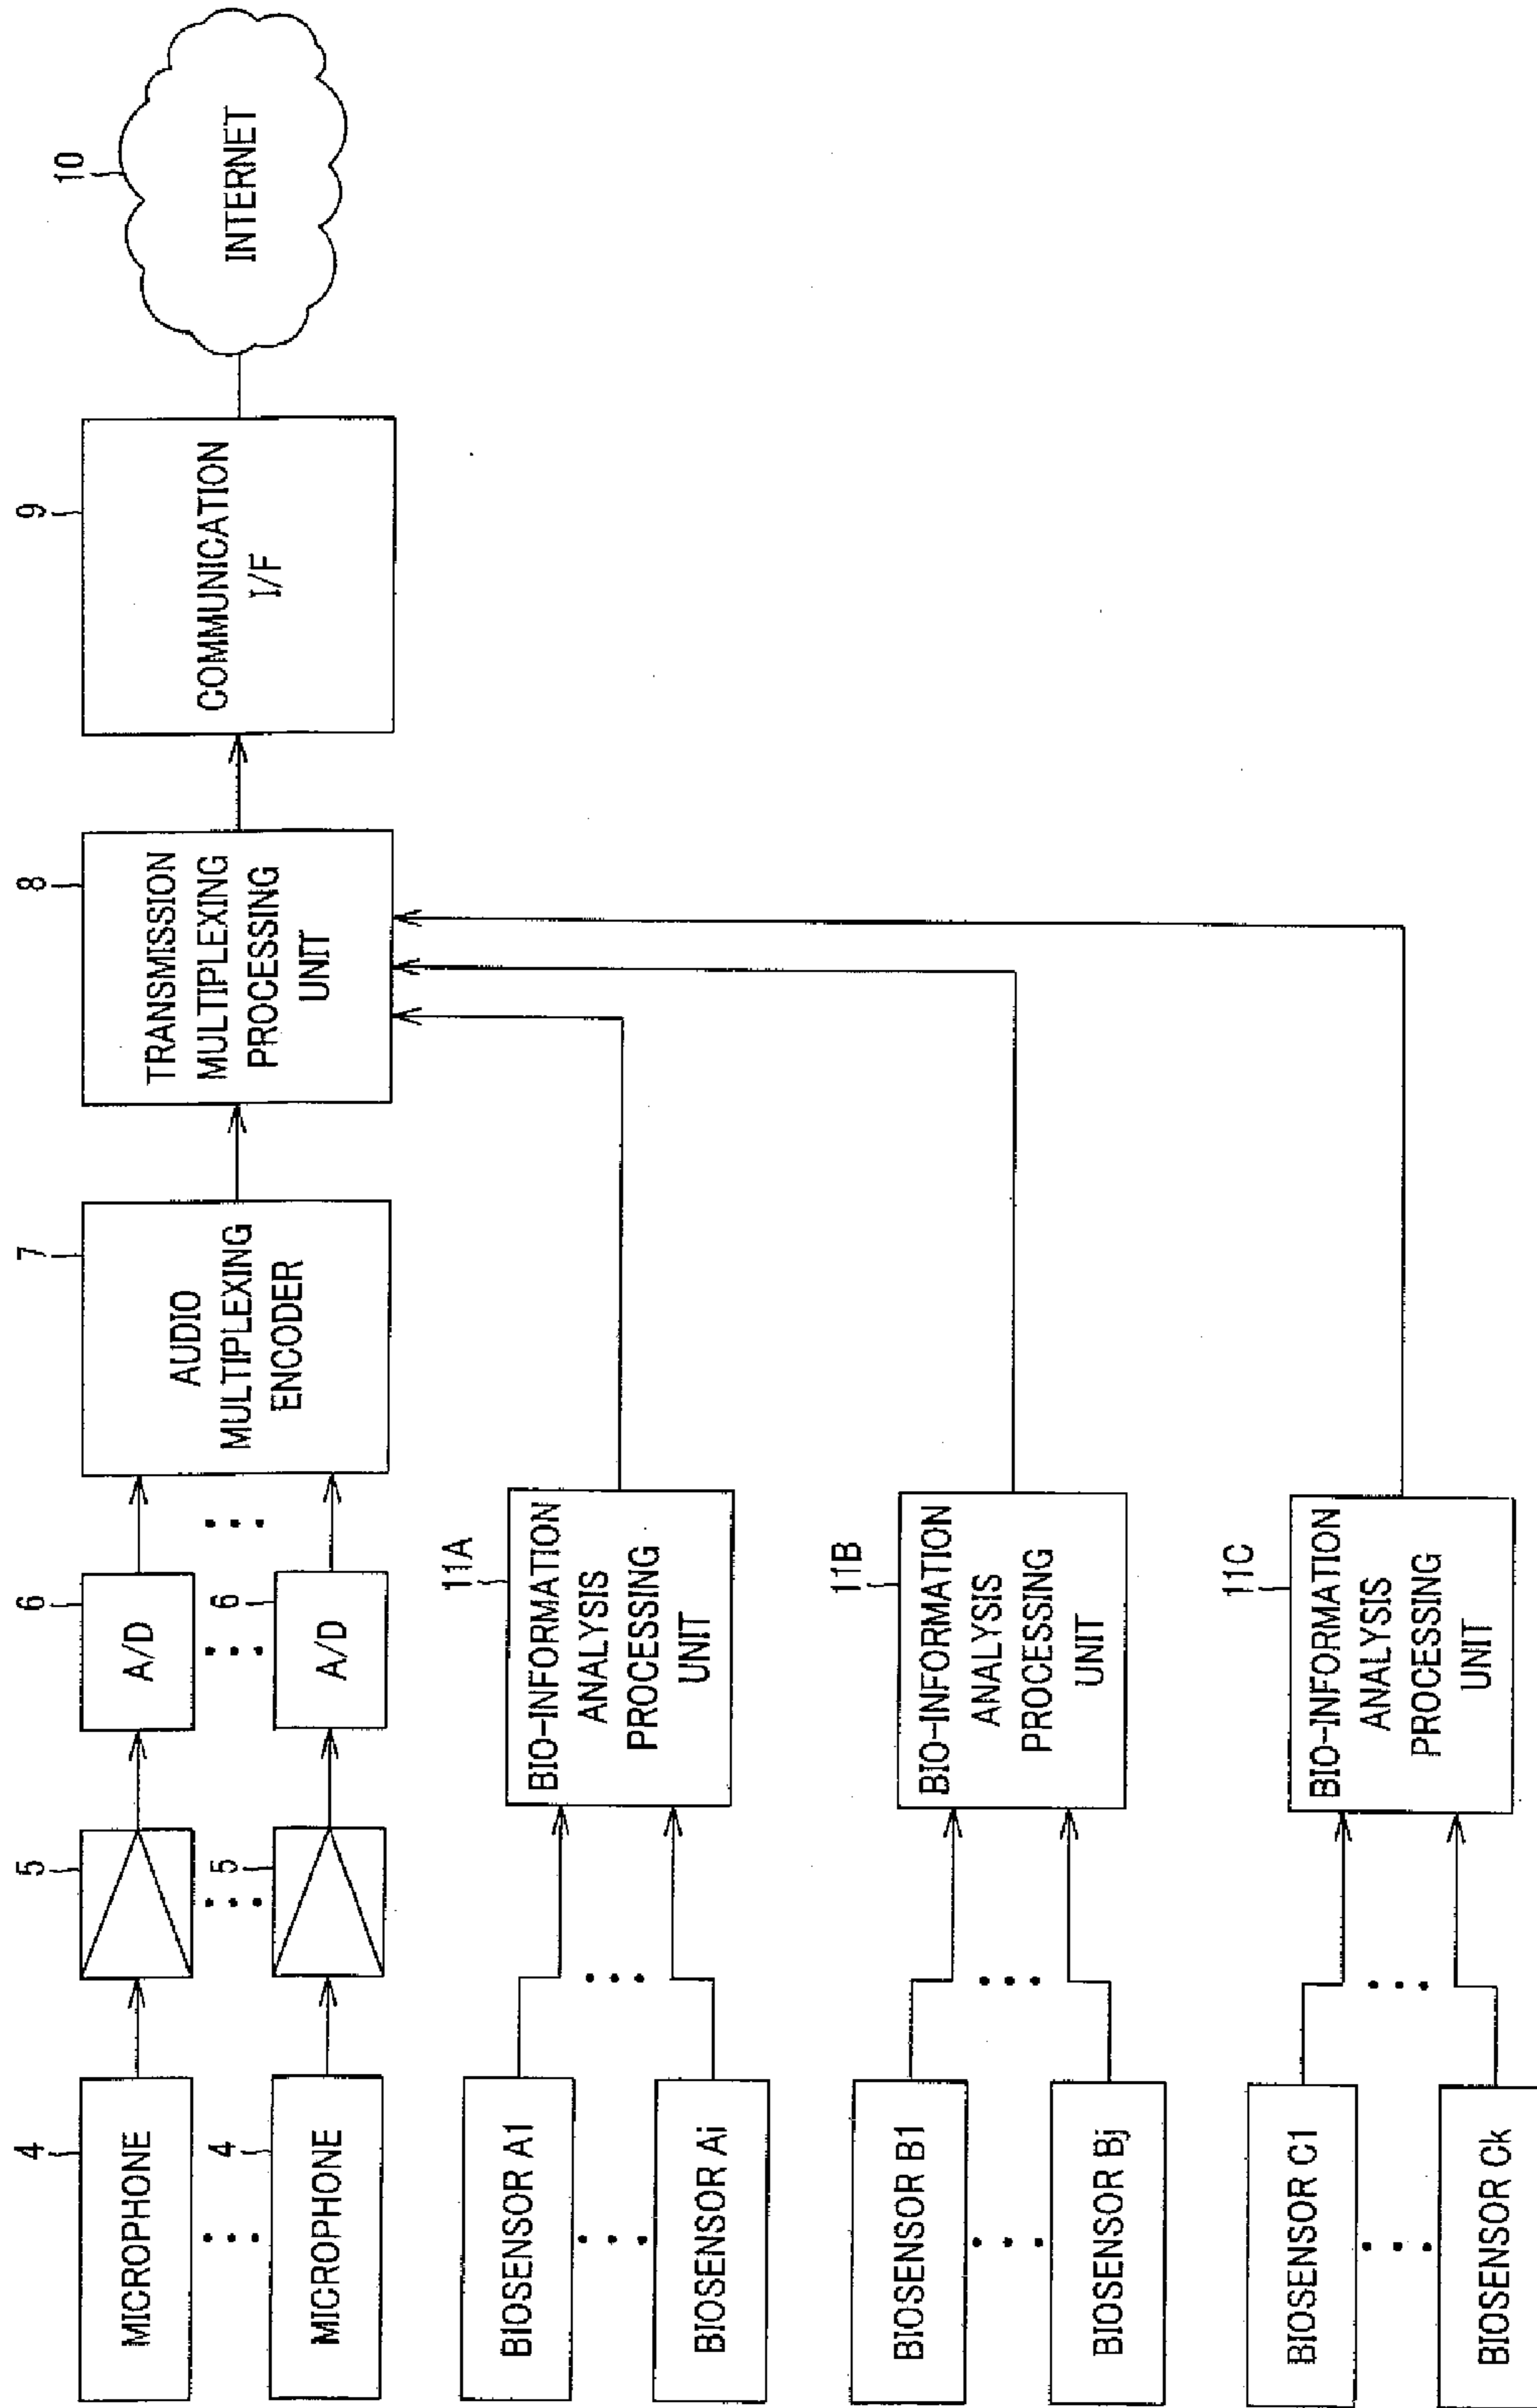 4
MICROPHONE
5
6
A/D
7
AUDIO
MULTIPLEXING
ENCODER
8
TRANSMISSION
MULTIPLEXING
PROCESSING
UNIT
9
COMMUNICATION
I/F
10
INTERNET
4
MICROPHONE
5
6
A/D
BIOSENSOR A1
BIOSENSOR Ai
11A
BIO-INFORMATION
ANALYSIS
PROCESSING
UNIT
BIOSENSOR B1
BIOSENSOR Bj
11B
BIO-INFORMATION
ANALYSIS
PROCESSING
UNIT
BIOSENSOR C1
BIOSENSOR Ck
11C
BIO-INFORMATION
ANALYSIS
PROCESSING
UNIT